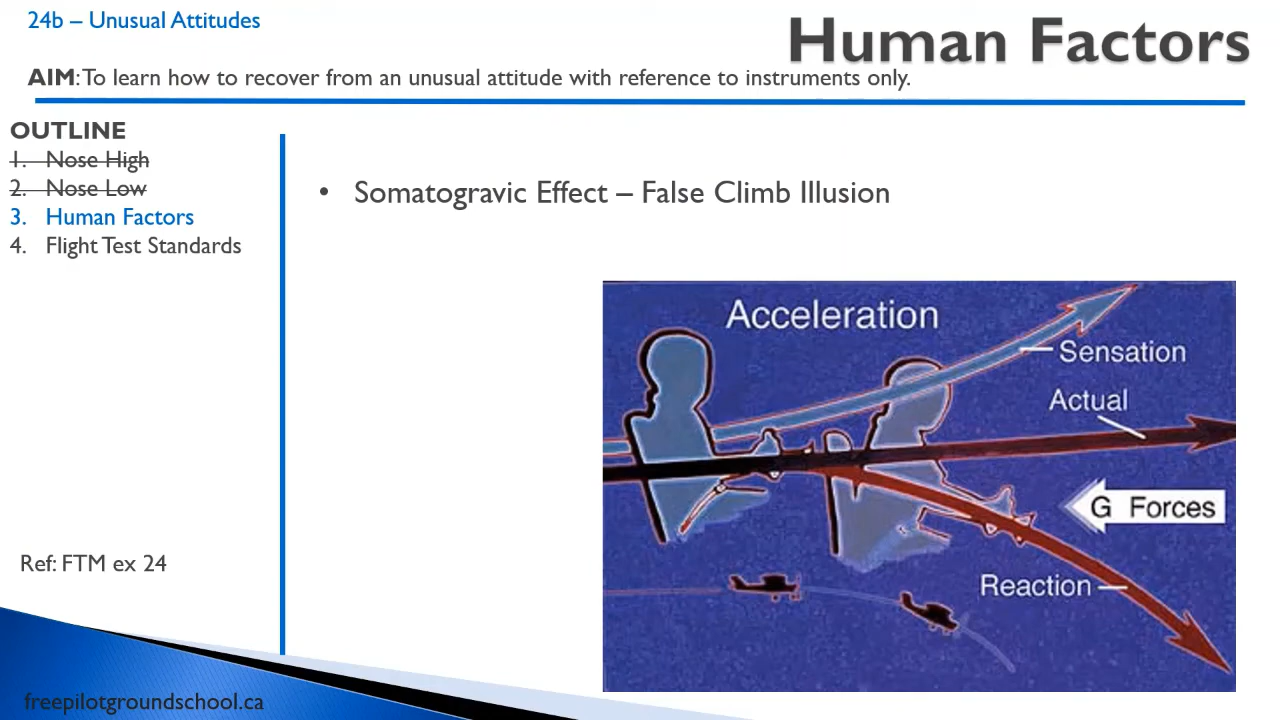 24b – Unusual Attitudes
Human Factors
AIM: To learn how to recover from an unusual attitude with reference to instruments only.
OUTLINE
1. Nose High
2. Nose Low
3. Human Factors
4. Flight Test Standards
• Somatogravic Effect – False Climb Illusion
Acceleration
Sensation
Actual
G Forces
Reaction
Ref: FTM ex 24
freepilotgroundschool.ca